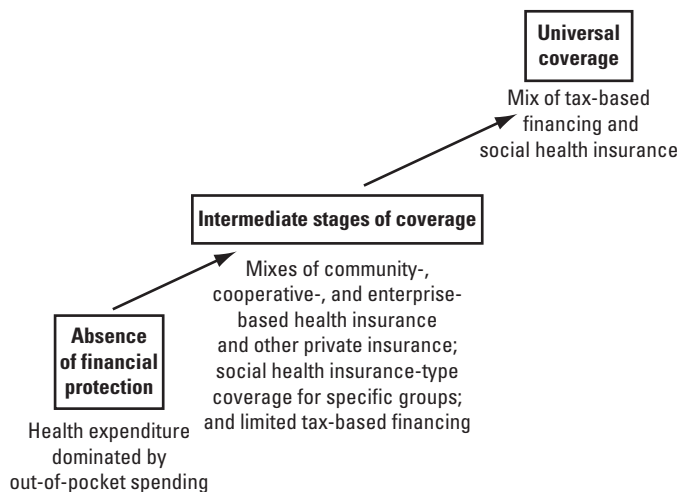 Universal
coverage
Mix of tax-based
financing and
social health insurance
Intermediate stages of coverage
Mixes of community-,
cooperative-, and enterprise-
based health insurance
and other private insurance;
social health insurance-type
coverage for specific groups;
and limited tax-based financing
Absence
of financial
protection
Health expenditure
dominated by
out-of-pocket spending